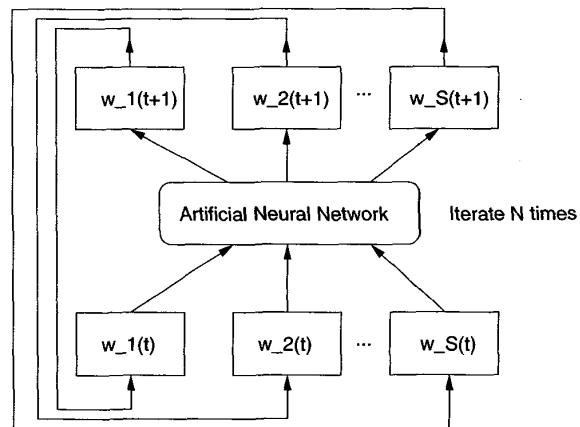 w_1(t+1) w_2(t+1) ... w_S(t+1)
Artificial Neural Network Iterate N times
w_1(t) w_2(t) ... w_S(t)